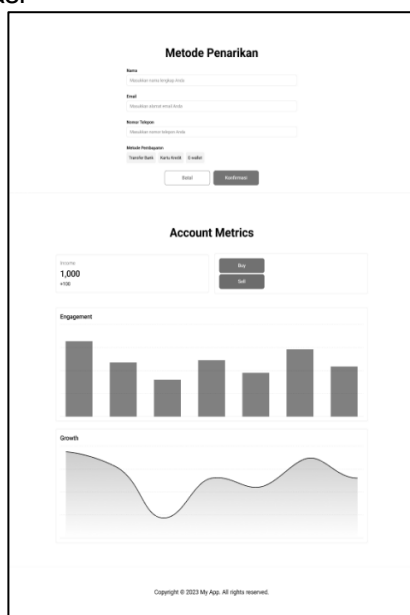 Metode Penarikan
Nama
Masukkan nama lengkap Anda
Email
Masukkan alamat email Anda
Nomor Telepon
Masukkan nomor telepon Anda
Metode Pembayaran
Transfer Bank Kartu Kredit E-wallet
Batal Konfirmasi
Account Metrics
Income
1,000
+100
Buy
Sell
Engagement
Growth
Copyright © 2023 My App. All rights reserved.